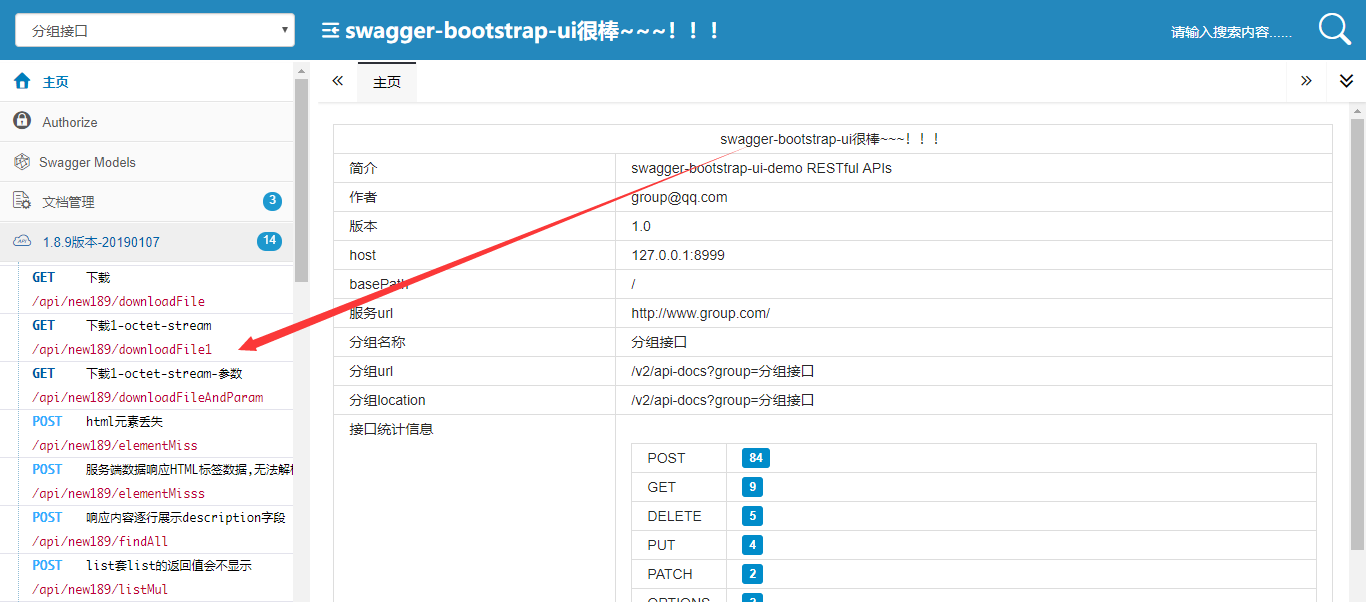 分组接口
swagger-bootstrap-ui很棒~~~！！！
请输入搜索内容......
主页
Authorize
Swagger Models
文档管理 3
1.8.9版本-20190107 14
GET 下载
/api/new189/downloadFile
GET 下载1-octet-stream
/api/new189/downloadFile1
GET 下载1-octet-stream-参数
/api/new189/downloadFileAndParam
POST html元素丢失
/api/new189/elementMiss
POST 服务端数据响应HTML标签数据,无法解
/api/new189/elementMisss
POST 响应内容逐行展示description字段
/api/new189/findAll
POST list套list的返回值会不显示
/api/new189/listMul
主页
swagger-bootstrap-ui很棒~~~！！！
简介 swagger-bootstrap-ui-demo RESTful APIs
作者 group@qq.com
版本 1.0
host 127.0.0.1:8999
basePath /
服务url http://www.group.com/
分组名称 分组接口
分组url /v2/api-docs?group=分组接口
分组location /v2/api-docs?group=分组接口
接口统计信息
POST 84
GET 9
DELETE 5
PUT 4
PATCH 2
OPTIONS